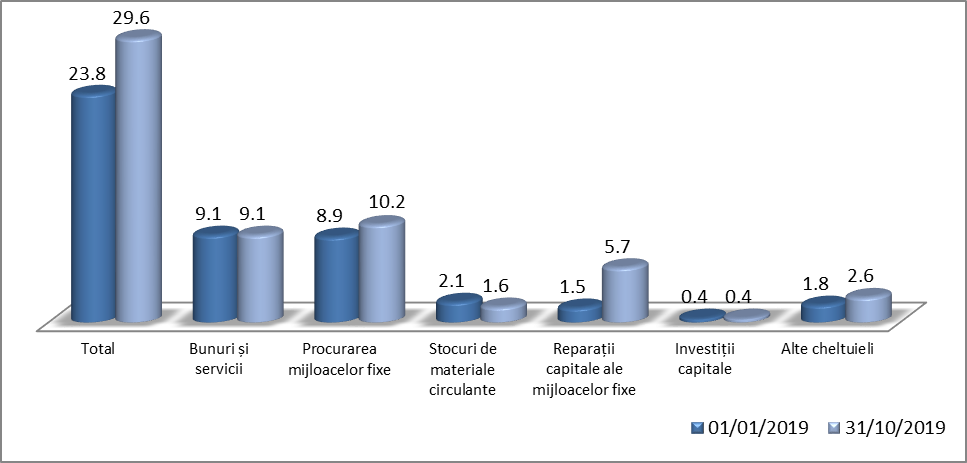 29.6
23.8
9.1 9.1
8.9 10.2
2.1 1.6
1.5 5.7
0.4 0.4
1.8 2.6
Total
Bunuri și
servicii
Procurarea
mijloacelor fixe
Stocuri de
materiale
circulante
Reparații
capitale ale
mijloacelor fixe
Investiții
capitale
Alte cheltuieli
01/01/2019 31/10/2019